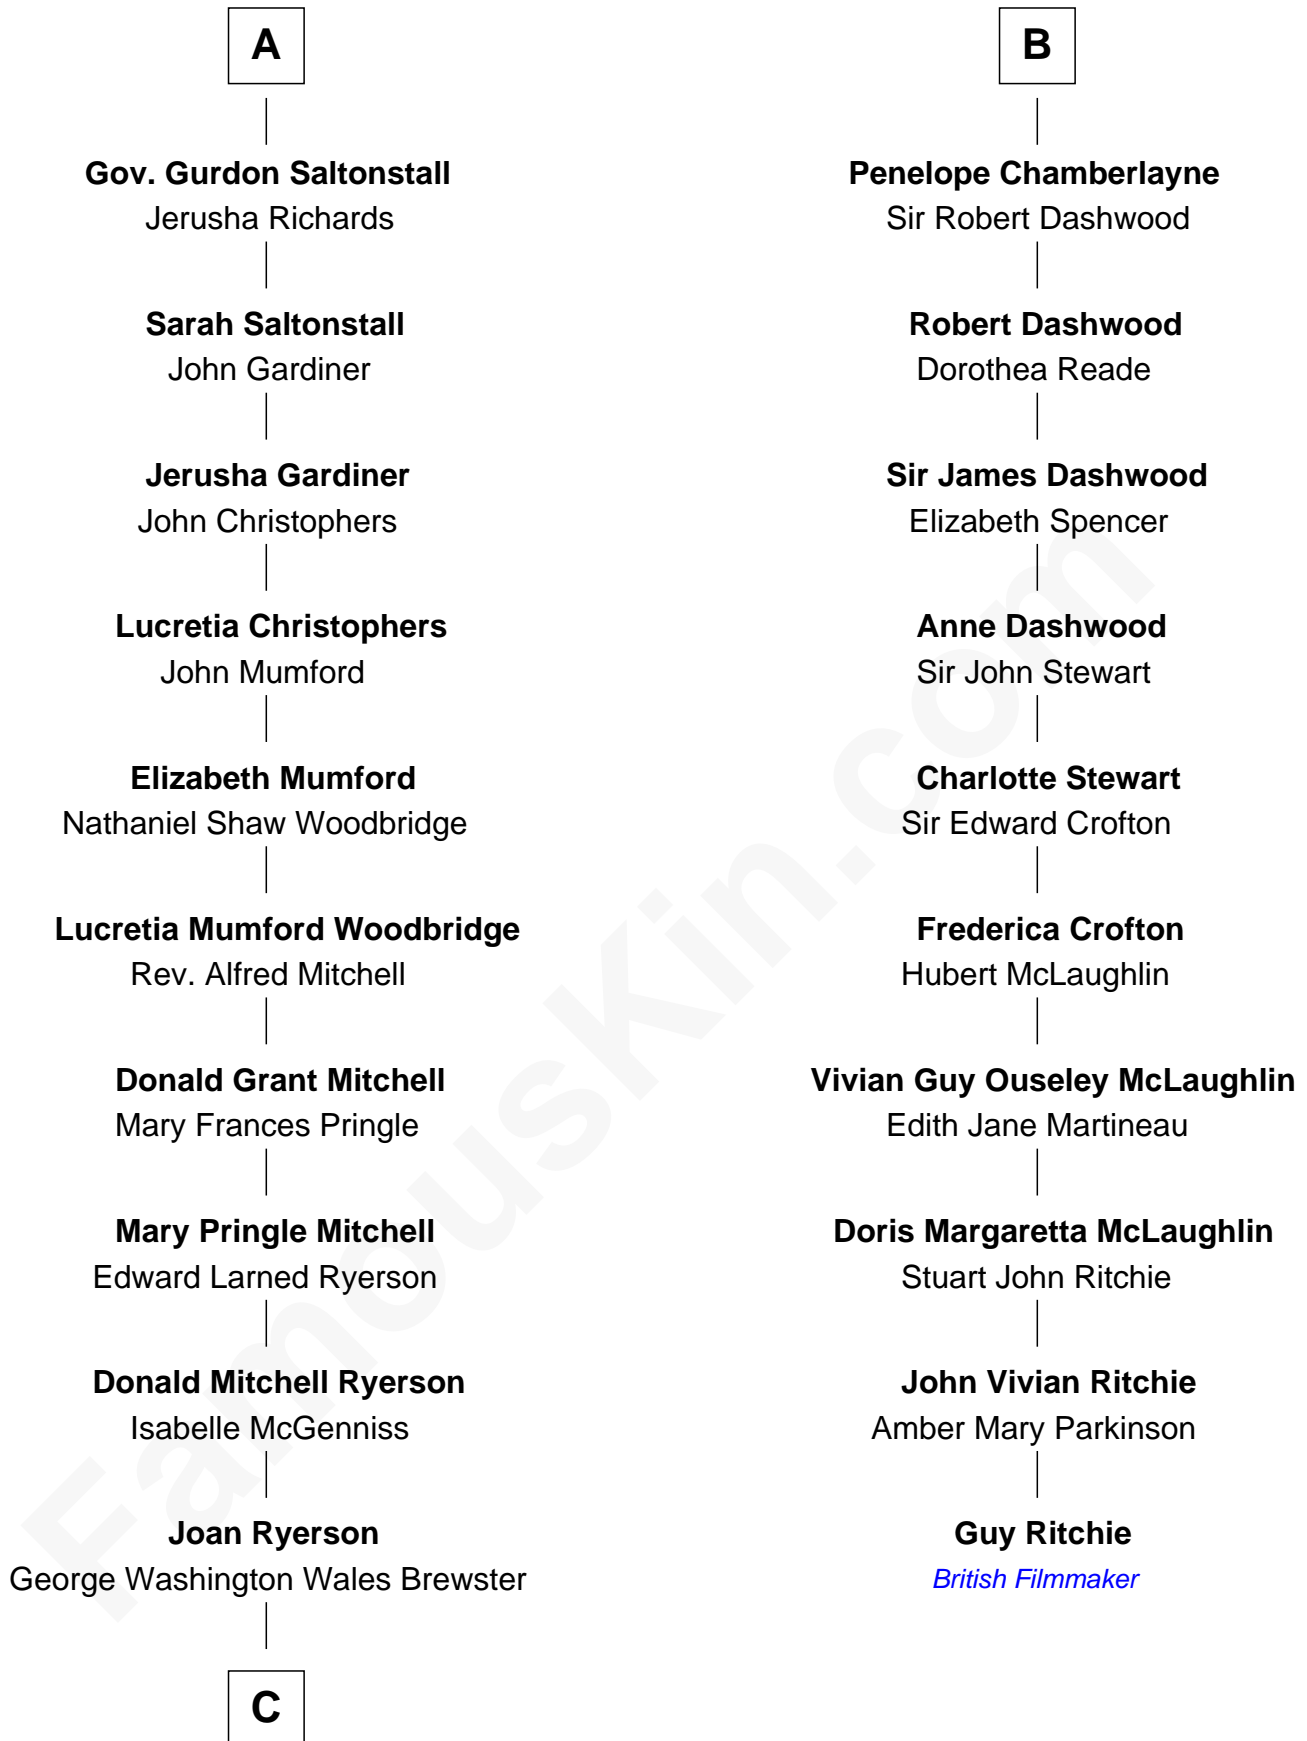 A
Gov. Gurdon Saltonstall
Jerusha Richards
Sarah Saltonstall
John Gardiner
Jerusha Gardiner
John Christophers
Lucretia Christophers
John Mumford
Elizabeth Mumford
Nathaniel Shaw Woodbridge
Lucretia Mumford Woodbridge
Rev. Alfred Mitchell
Donald Grant Mitchell
Mary Frances Pringle
Mary Pringle Mitchell
Edward Larned Ryerson
Donald Mitchell Ryerson
Isabelle McGenniss
Joan Ryerson
George Washington Wales Brewster
C
B
Penelope Chamberlayne
Sir Robert Dashwood
Robert Dashwood
Dorothea Reade
Sir James Dashwood
Elizabeth Spencer
Anne Dashwood
Sir John Stewart
Charlotte Stewart
Sir Edward Crofton
Frederica Crofton
Hubert McLaughlin
Vivian Guy Ouseley McLaughlin
Edith Jane Martineau
Doris Margaretta McLaughlin
Stuart John Ritchie
John Vivian Ritchie
Amber Mary Parkinson
Guy Ritchie
British Filmmaker
FamousKin.com